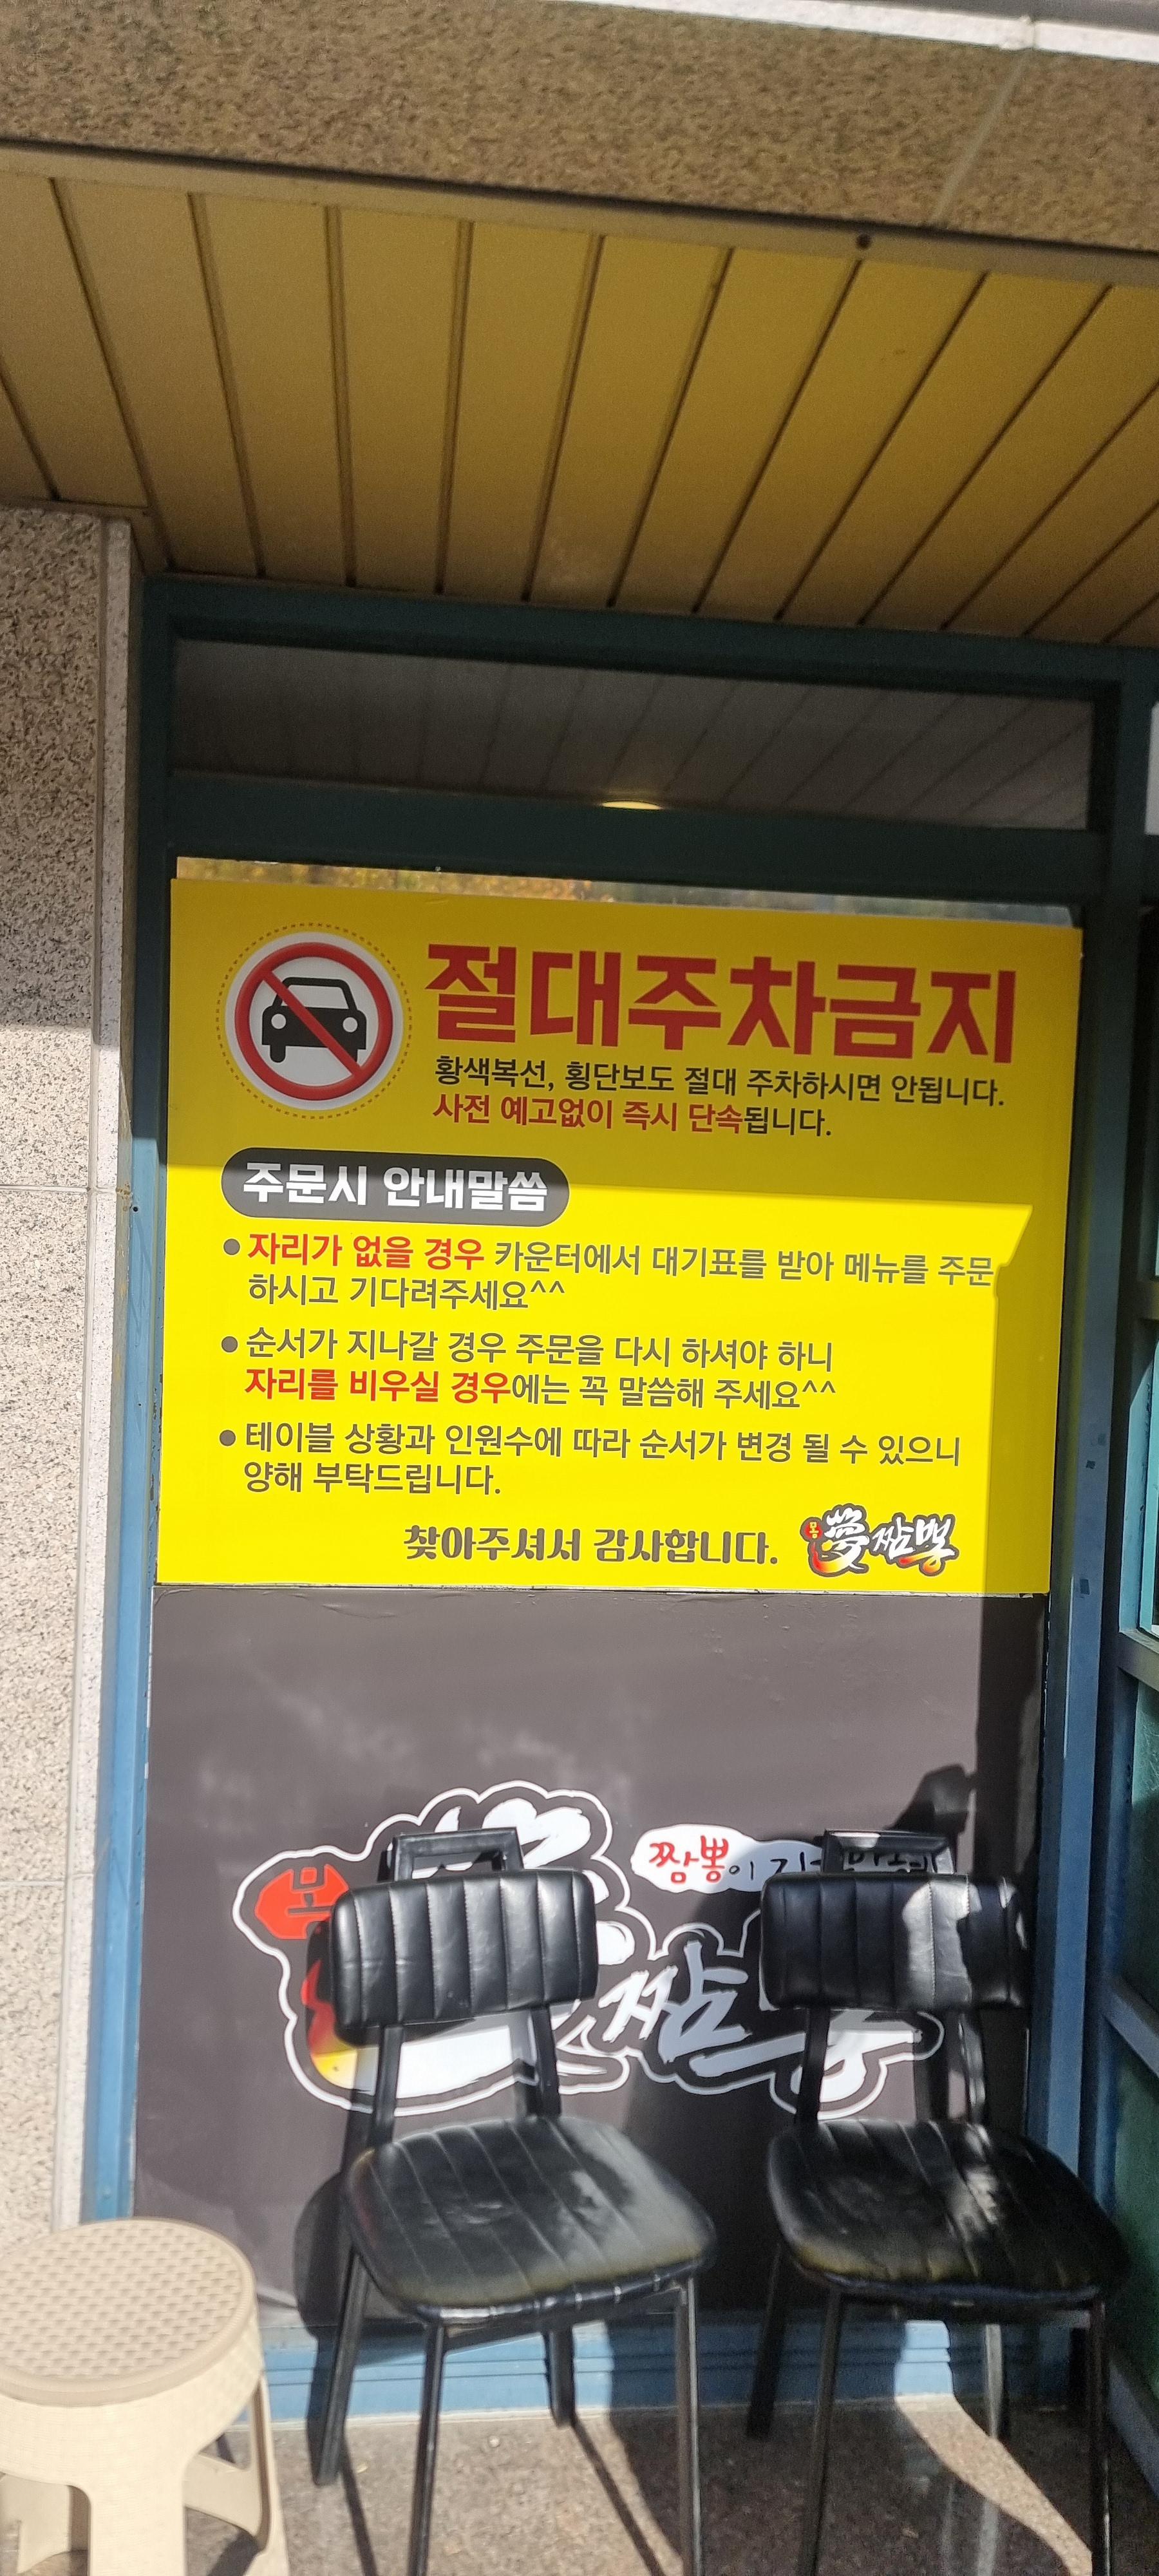 절대주차금지
황색복선, 횡단보도 절대 주차하시면 안됩니다.
사전 예고없이 즉시 단속됩니다.
주문시 안내말씀
● 자리가 없을 경우 카운터에서 대기표를 받아 메뉴를 주문
하시고 기다려주세요^^
● 순서가 지나갈 경우 주문을 다시 하셔야 하니
자리를 비우실 경우에는 꼭 말씀해 주세요^^
● 테이블 상황과 인원수에 따라 순서가 변경 될 수 있으니
양해 부탁드립니다.
찾아주셔서 감사합니다.
몽 夢 짬뽕
짬뽕이
몽
짬